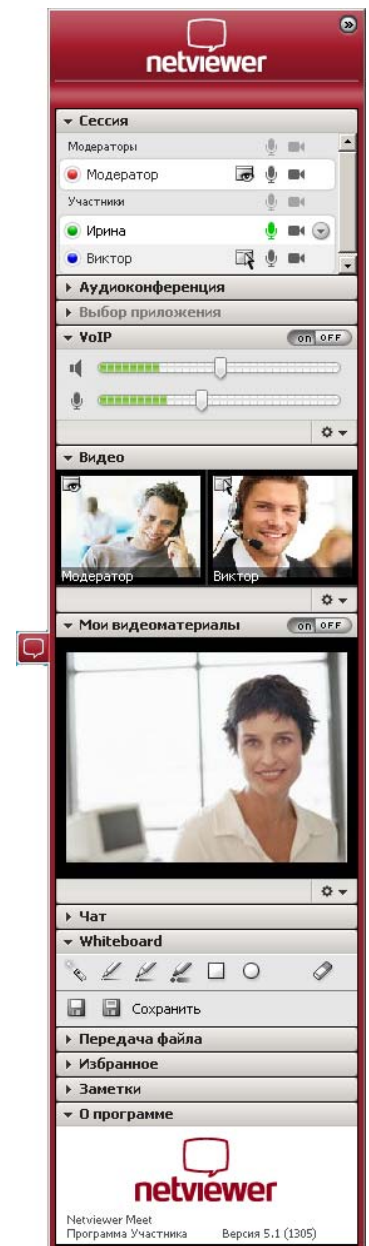 netviewer
Сессия
Модераторы
Модератор
Участники
Ирина
Виктор
Аудиоконференция
Выбор приложения
VoIP on OFF
Видео
Модератор Виктор
Мои видеоматериалы on OFF
Чат
Whiteboard
Сохранить
Передача файла
Избранное
Заметки
О программе
netviewer
Netviewer Meet
Программа Участника Версия 5.1 (1305)